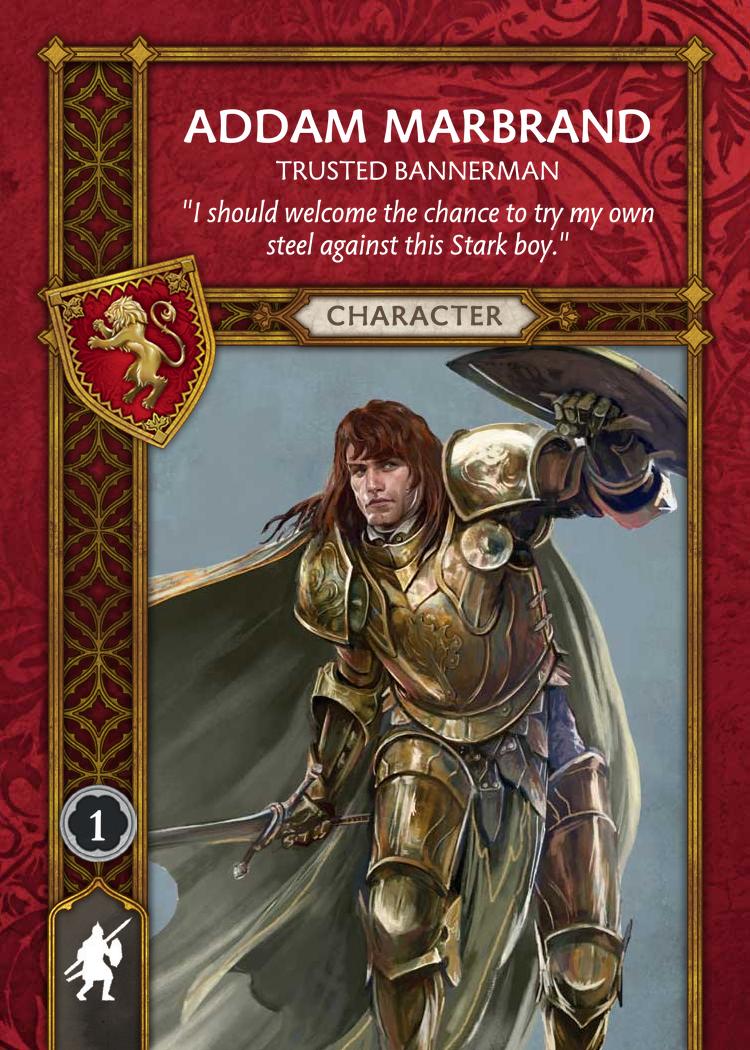 ADDAM MARBRAND
TRUSTED BANNERMAN
"I should welcome the chance to try my own
steel against this Stark boy."
CHARACTER
1